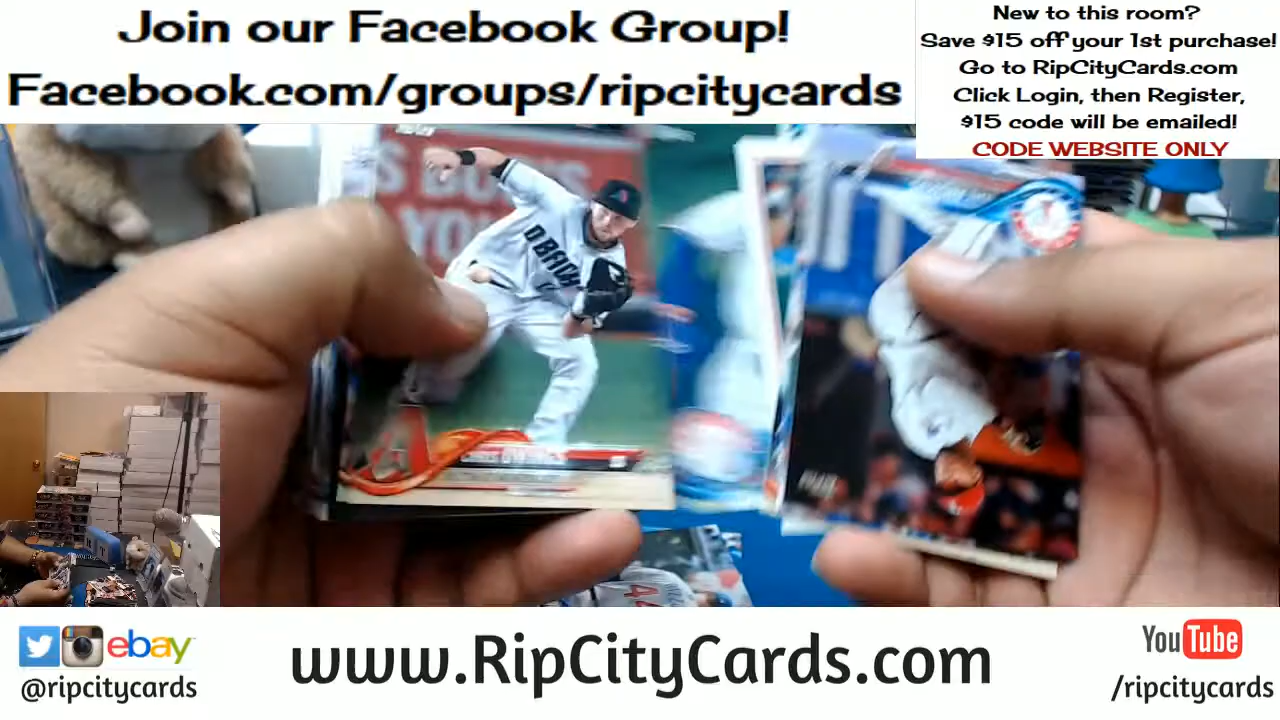 Join our Facebook Group!
Facebook.com/groups/ripcitycards
New to this room?
Save $15 off your 1st purchase!
Go to RipCityCards.com
Click Login, then Register,
$15 code will be emailed!
CODE WEBSITE ONLY
D BACKS
44
ebay
@ripcitycards
www.RipCityCards.com
YouTube
/ripcitycards